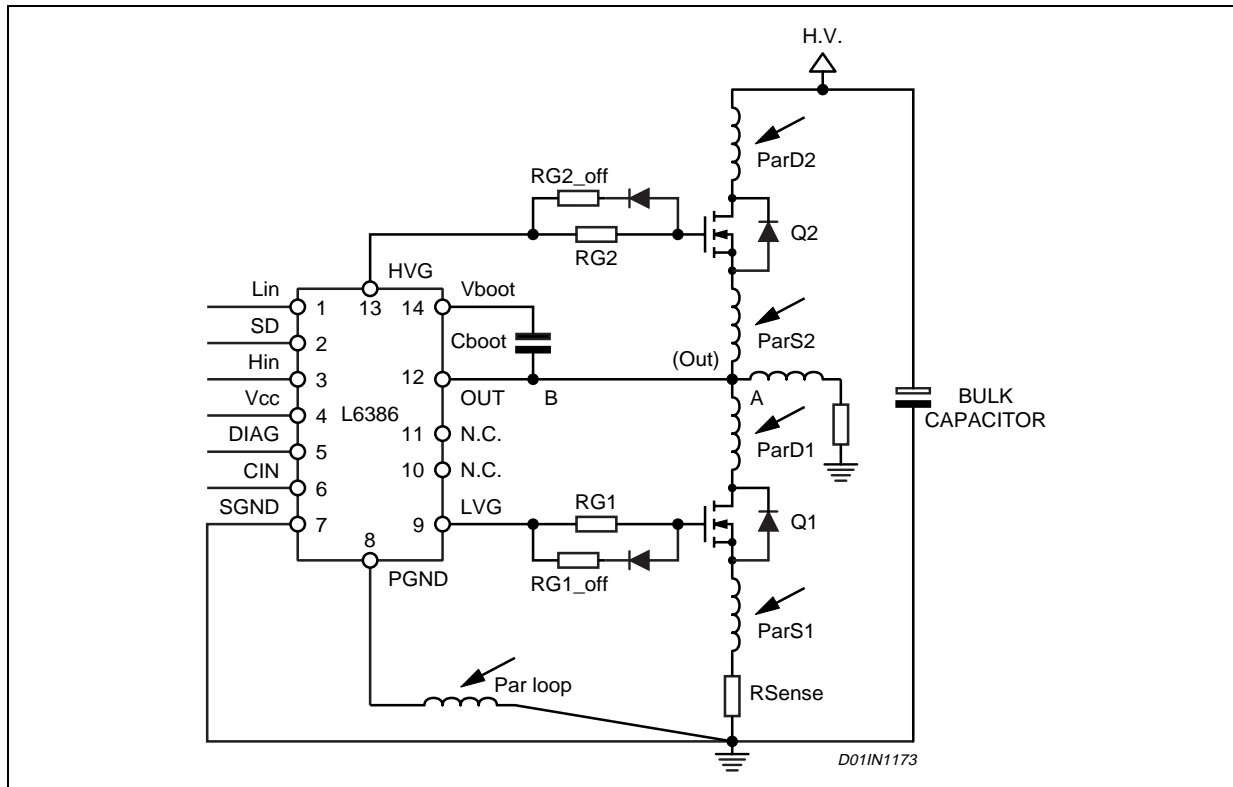 H.V.
ParD2
RG2_off
RG2
Q2
HVG
Vboot
Lin
1
13
14
SD
2
Cboot
ParS2
Hin
3
12
OUT
B
(Out)
A
Vcc
4
L6386
11
N.C.
BULK
CAPACITOR
DIAG
5
10
N.C.
ParD1
CIN
6
SGND
7
8
9
LVG
RG1
Q1
PGND
RG1_off
ParS1
Par loop
RSense
D01IN1173